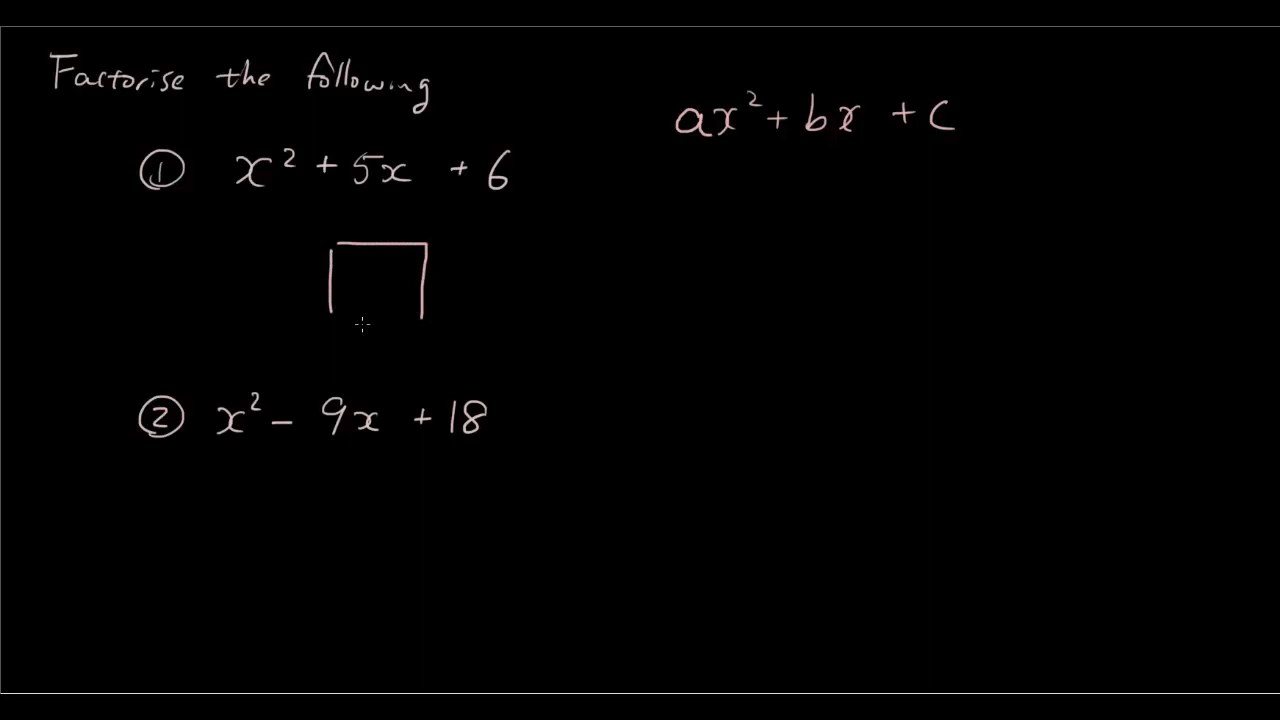 Factorise the following
ax² + bx + c
① x² + 5x + 6
② x² - 9x + 18